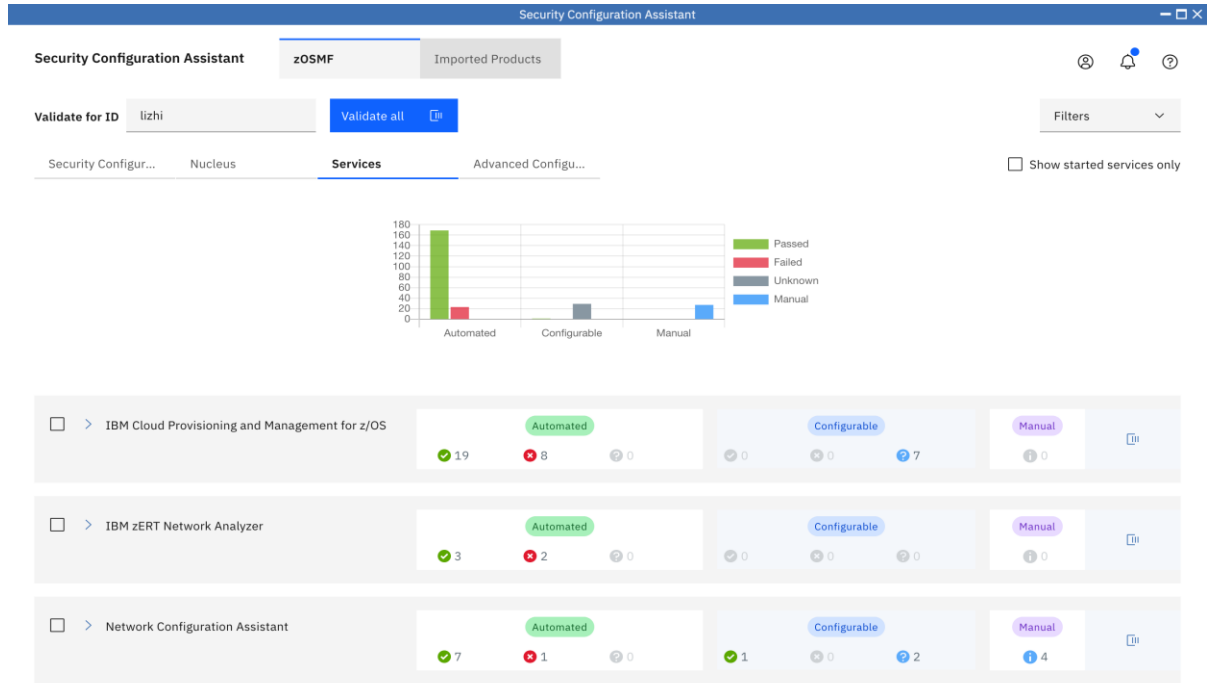 Security Configuration Assistant
Security Configuration Assistant
zOSMF
Imported Products
Validate for ID
lizhi
Validate all
Filters
Security Configur...
Nucleus
Services
Advanced Configu...
Show started services only
180
160
140
120
100
80
60
40
20
0
Automated
Configurable
Manual
Passed
Failed
Unknown
Manual
IBM Cloud Provisioning and Management for z/OS
Automated
19 8 0
Configurable
0 0 7
Manual
0
IBM zERT Network Analyzer
Automated
3 2 0
Configurable
0 0 0
Manual
0
Network Configuration Assistant
Automated
7 1 0
Configurable
1 0 2
Manual
4